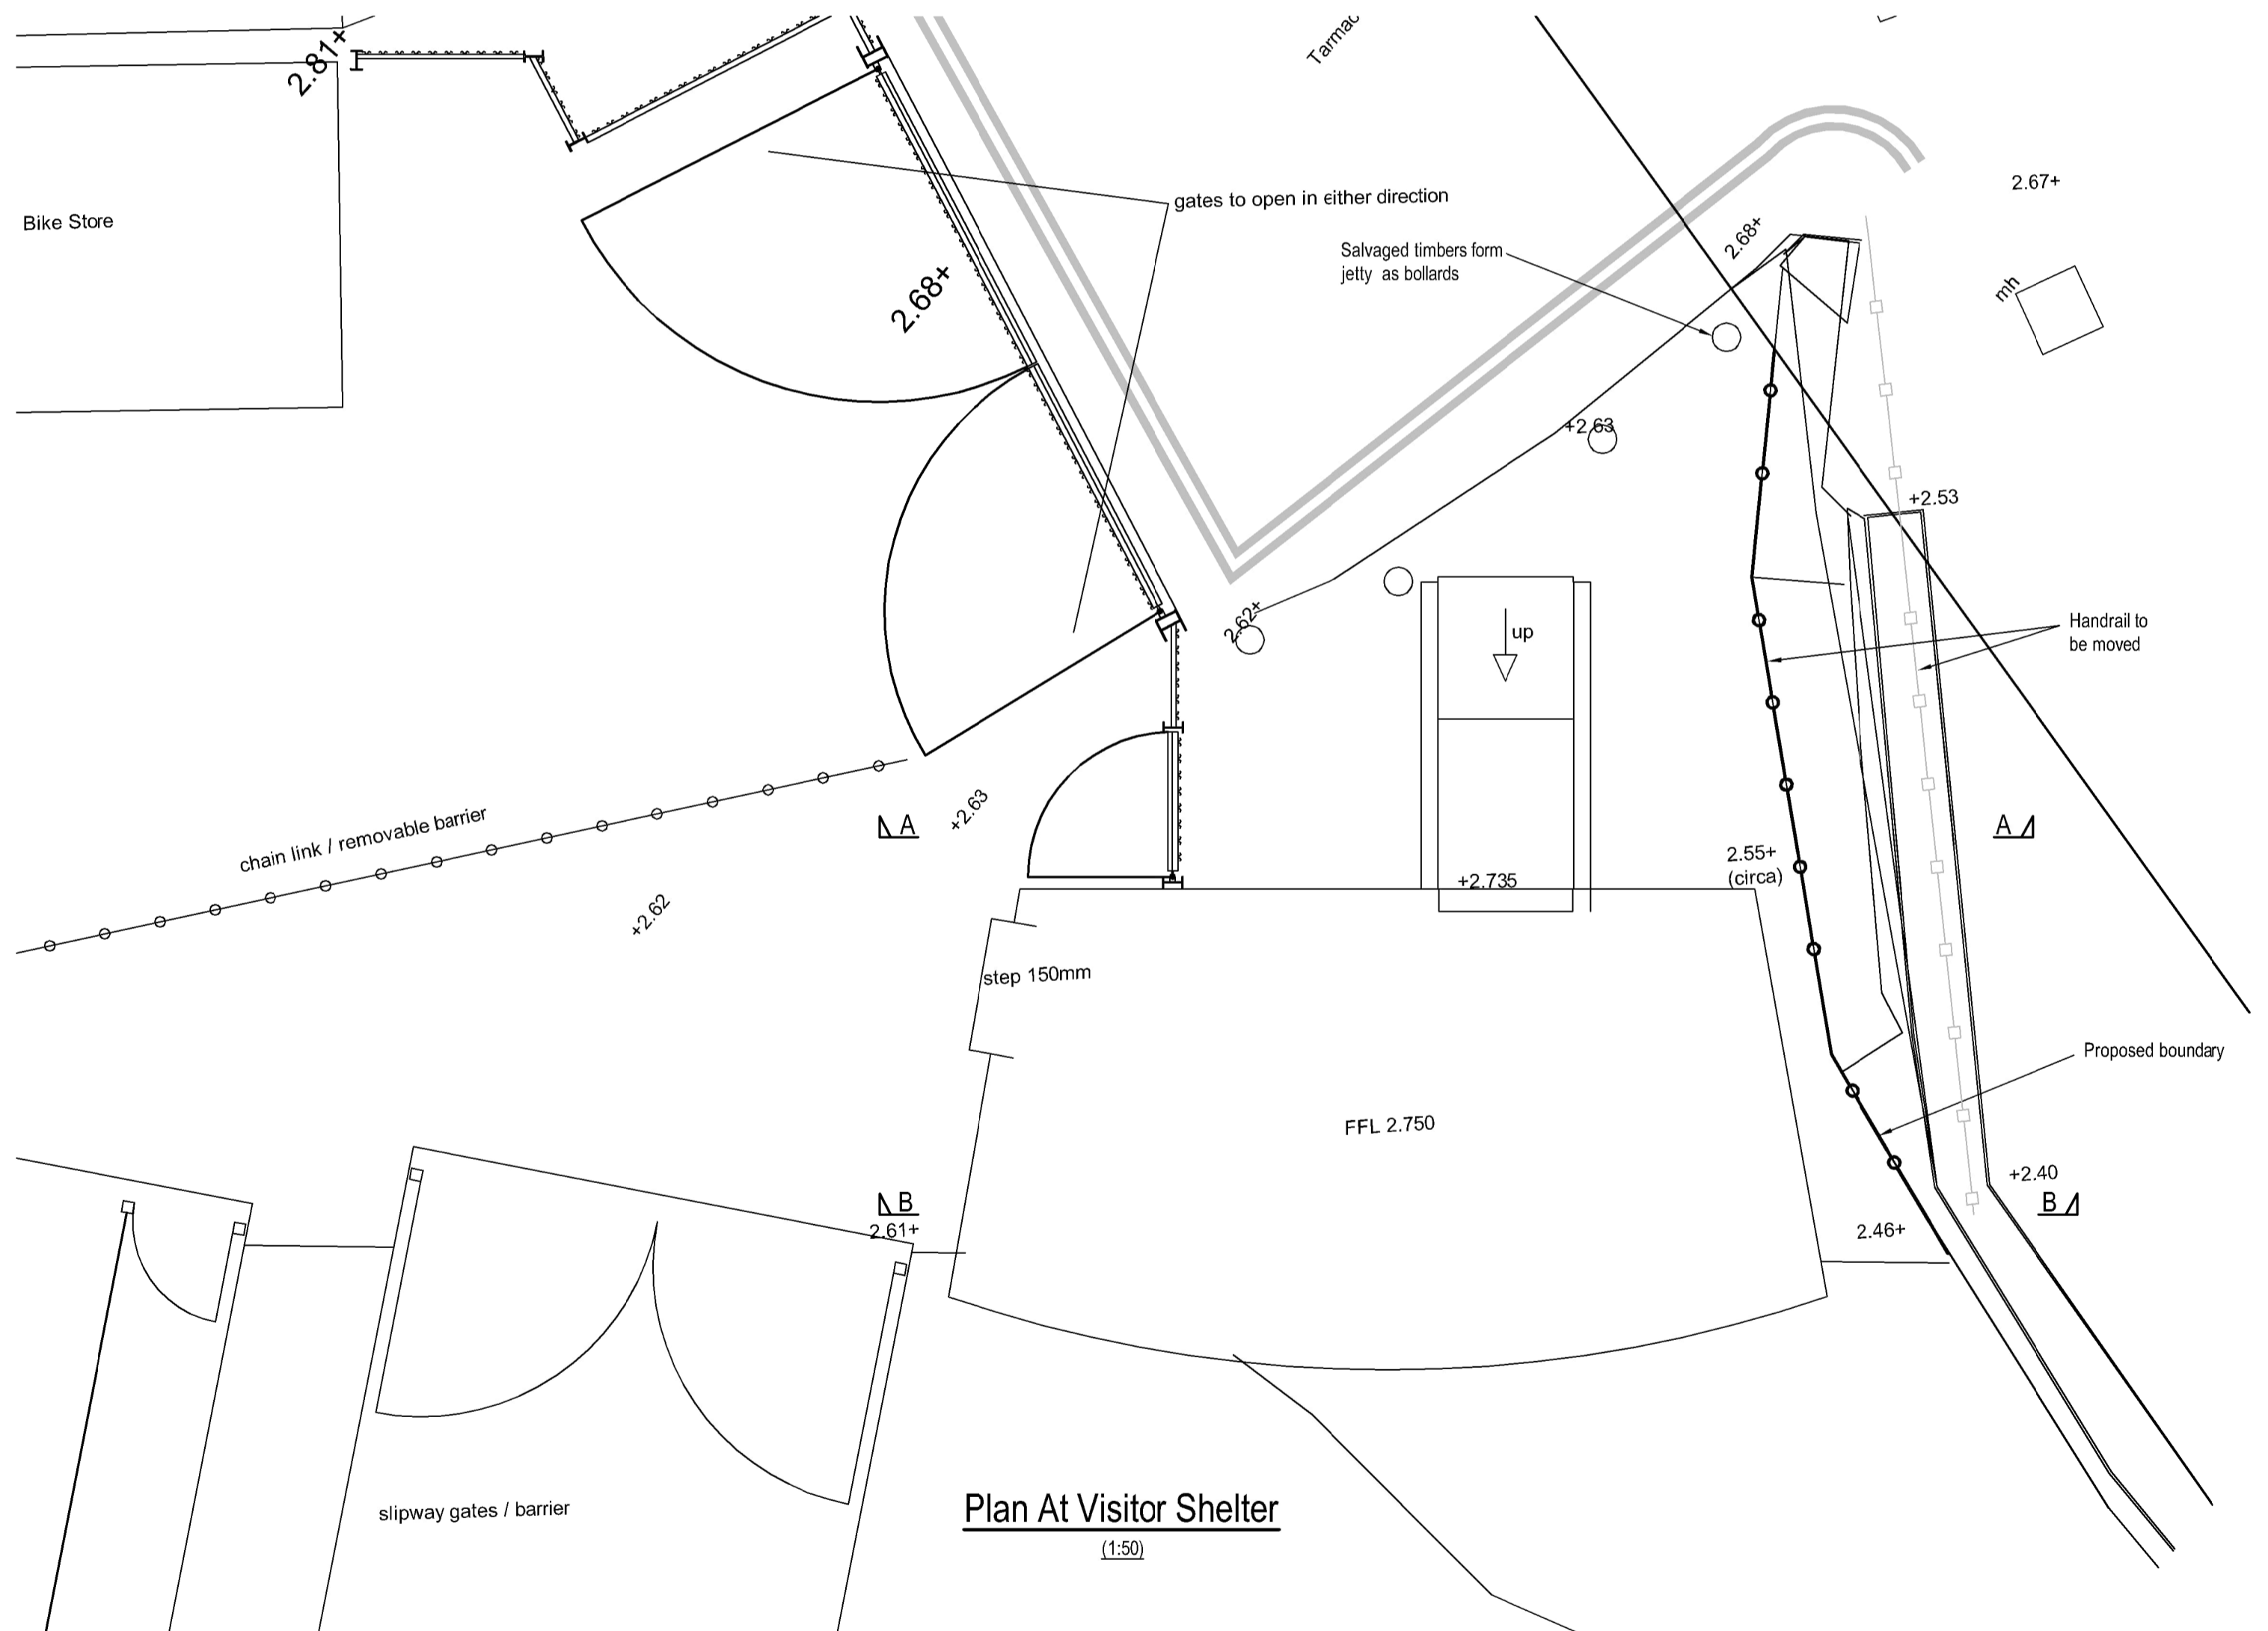 Tarmac
2.81+
2.67+
gates to open in either direction
Bike Store
2.68+
Salvaged timbers form
jetty as bollards
mh
2.68+
+2.63
+2.53
2.62+
up
Handrail to
be moved
chain link / removable barrier
+2.63
A
A
2.55+
(circa)
+2.735
+2.62
step 150mm
Proposed boundary
FFL 2.750
+2.40
B
B
2.61+
2.46+
slipway gates / barrier
Plan At Visitor Shelter
(1:50)